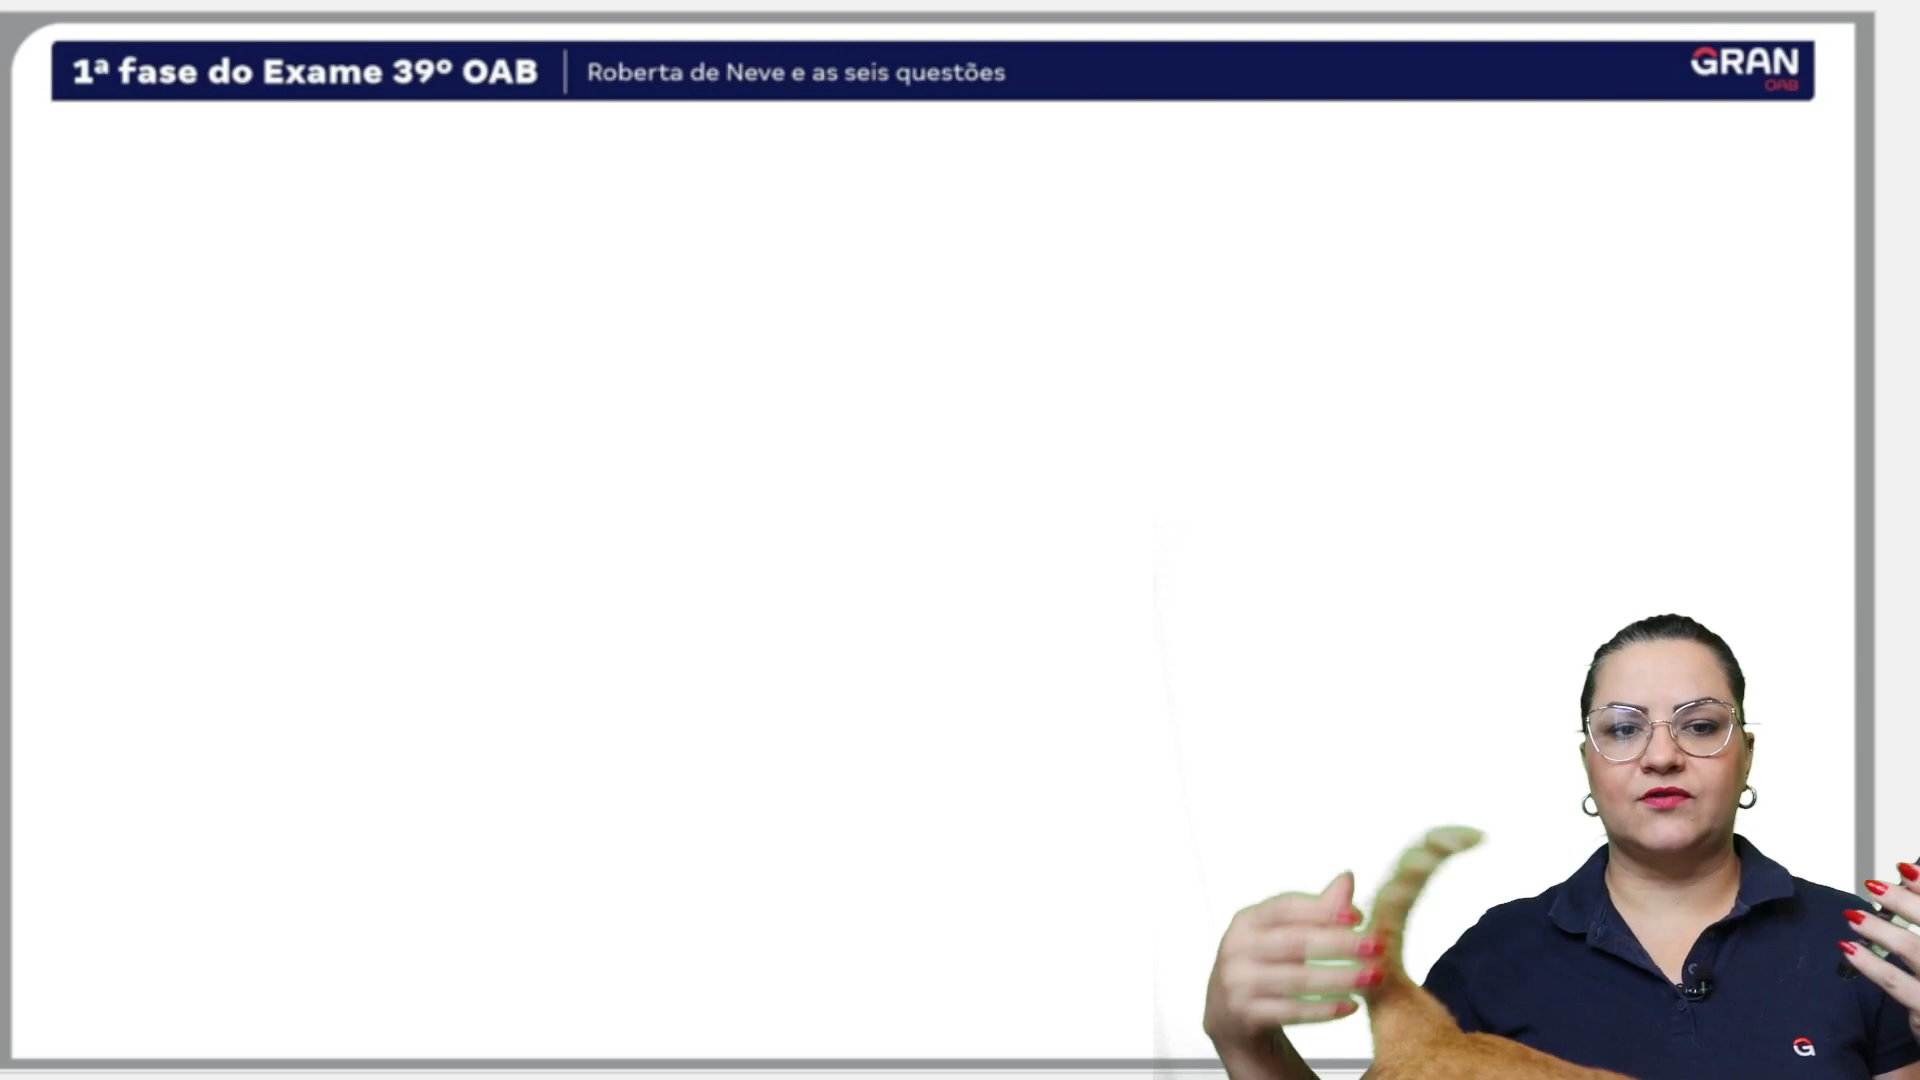 1ª fase do Exame 39º OAB
Roberta de Neve e as seis questões
GRAN
OAB
G